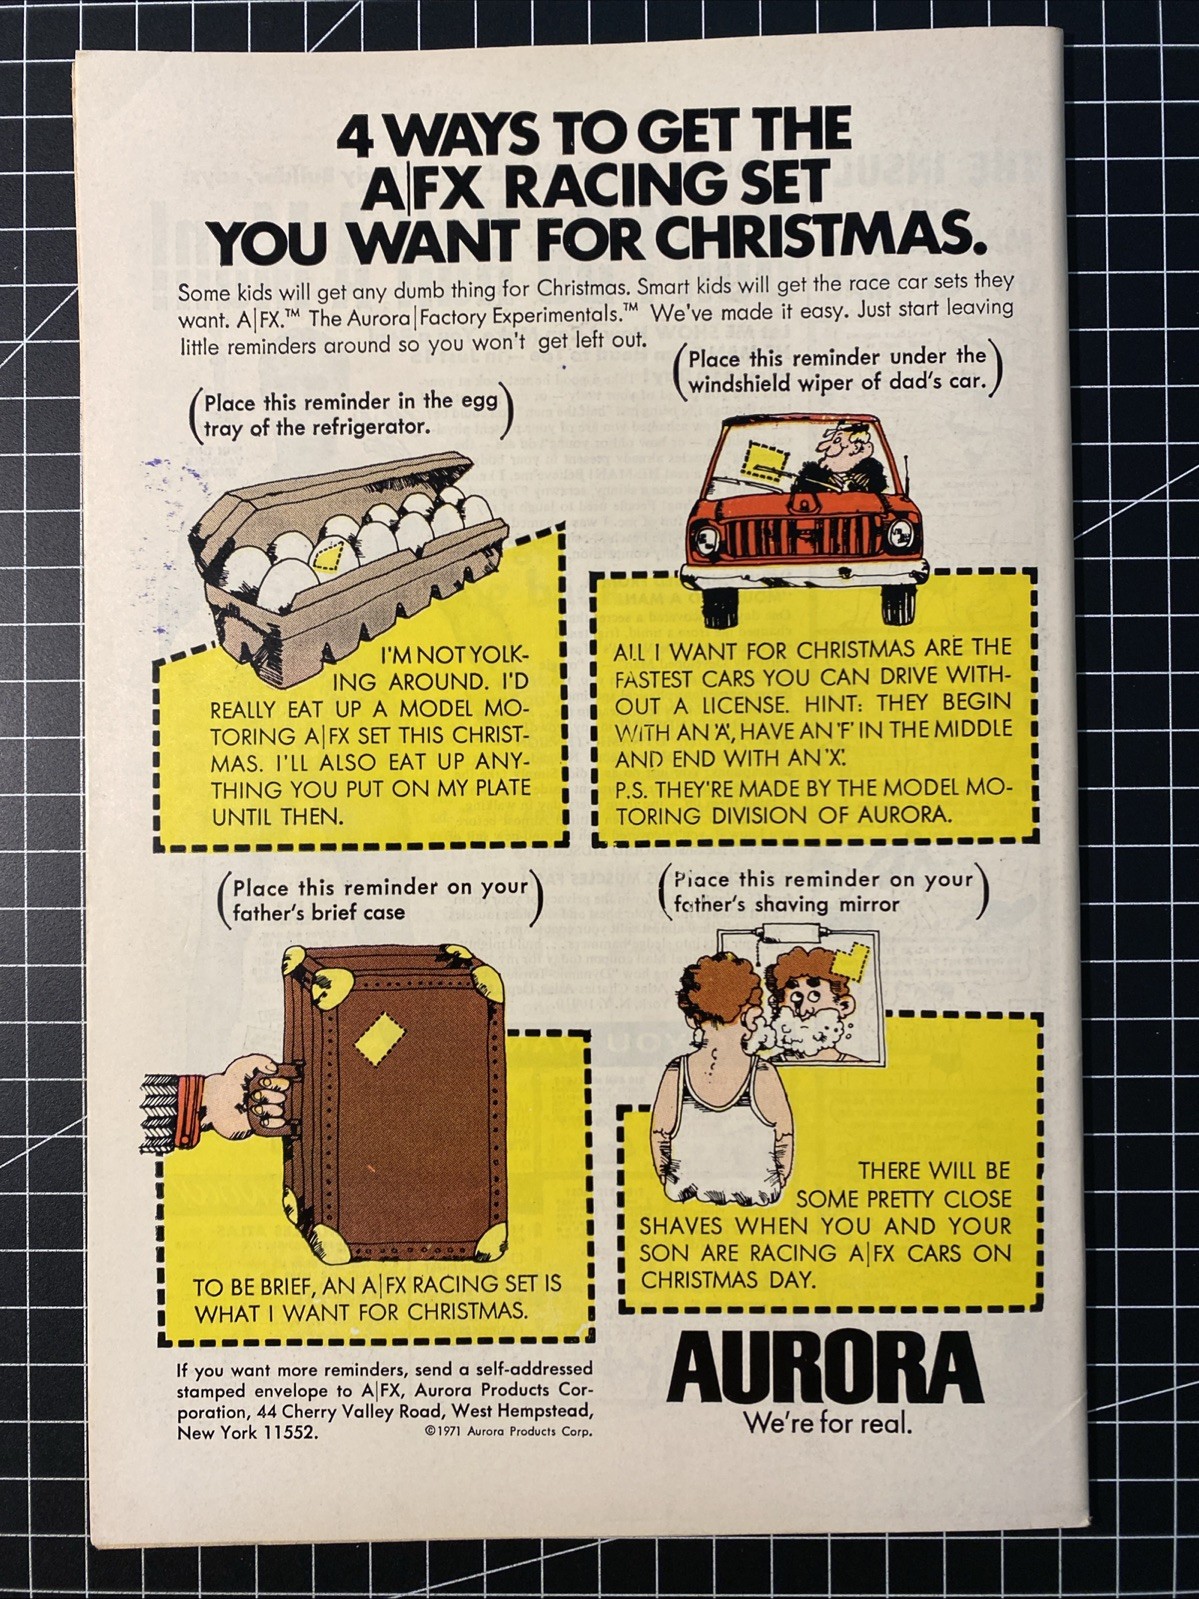 4 WAYS TO GET THE
A|FX RACING SET
YOU WANT FOR CHRISTMAS.
Some kids will get any dumb thing for Christmas. Smart kids will get the race car sets they
want. A|FX.™ The Aurora|Factory Experimentals.™ We've made it easy. Just start leaving
little reminders around so you won't get left out.
(Place this reminder in the egg
tray of the refrigerator.)
I'M NOT YOLK-
ING AROUND. I'D
REALLY EAT UP A MODEL MO-
TORING A|FX SET THIS CHRIST-
MAS. I'LL ALSO EAT UP ANY-
THING YOU PUT ON MY PLATE
UNTIL THEN.
(Place this reminder under the
windshield wiper of dad's car.)
ALL I WANT FOR CHRISTMAS ARE THE
FASTEST CARS YOU CAN DRIVE WITH-
OUT A LICENSE. HINT: THEY BEGIN
WITH AN 'A', HAVE AN 'F' IN THE MIDDLE
AND END WITH AN 'X'.
P.S. THEY'RE MADE BY THE MODEL MO-
TORING DIVISION OF AURORA.
(Place this reminder on your
father's brief case)
TO BE BRIEF, AN A|FX RACING SET IS
WHAT I WANT FOR CHRISTMAS.
(Place this reminder on your
father's shaving mirror)
THERE WILL BE
SOME PRETTY CLOSE
SHAVES WHEN YOU AND YOUR
SON ARE RACING A|FX CARS ON
CHRISTMAS DAY.
If you want more reminders, send a self-addressed
stamped envelope to A|FX, Aurora Products Cor-
poration, 44 Cherry Valley Road, West Hempstead,
New York 11552. ©1971 Aurora Products Corp.
AURORA
We're for real.